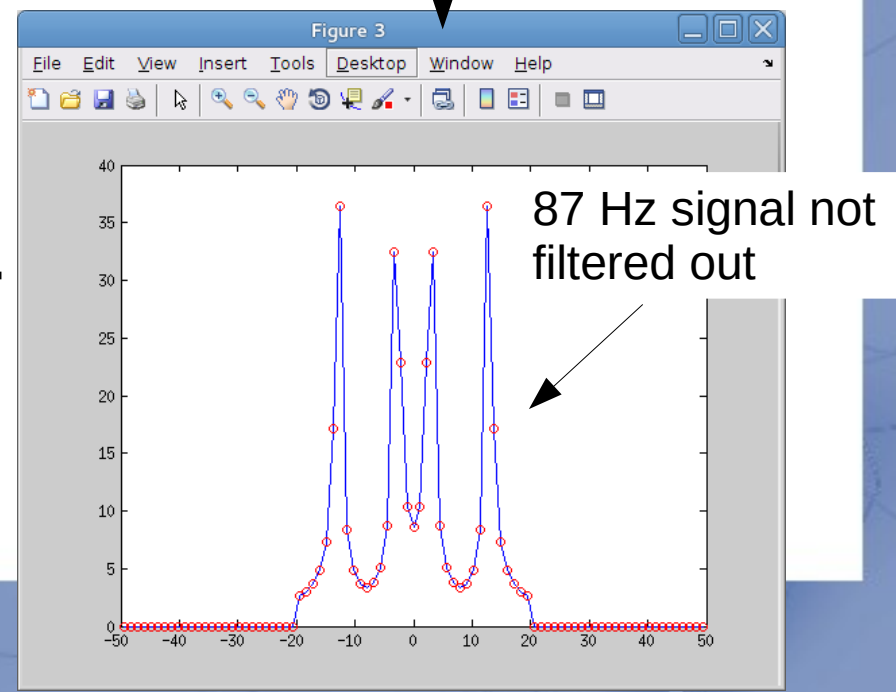 Figure 3
File Edit View Insert Tools Desktop Window Help
87 Hz signal not
filtered out
40
35
30
25
20
15
10
5
0
-50 -40 -30 -20 -10 0 10 20 30 40 50